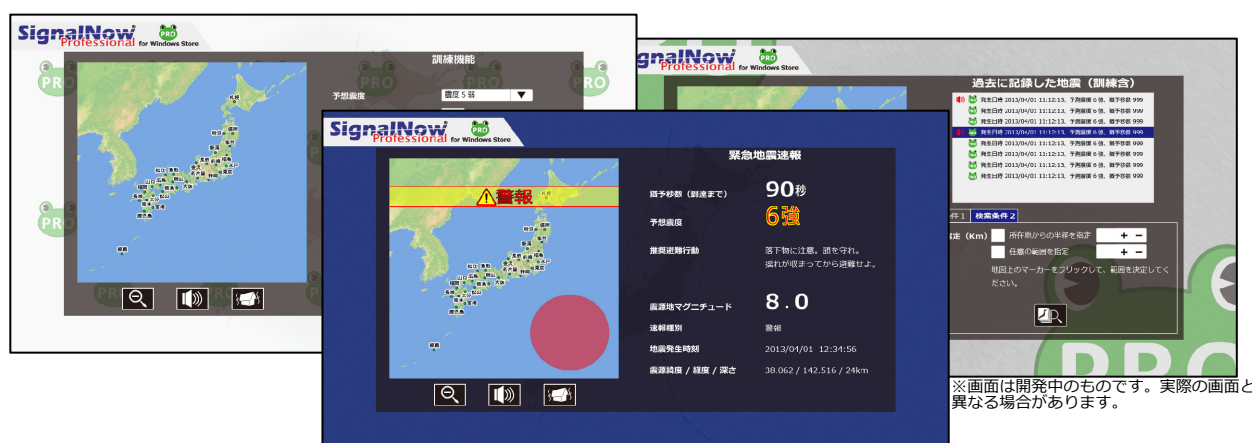 SignalNow
Professional for Windows Store
PRO
訓練機能
予想震度
震度 5 弱
SignalNow
Professional for Windows Store
PRO
緊急地震速報
警報
猶予秒数（到達まで）
90秒
予想震度
6強
推奨避難行動
落下物に注意。頭を守れ。
揺れが収まってから避難せよ。
震源地マグニチュード
8.0
速報種別
警報
地震発生時刻
2013/04/01 12:34:56
震源緯度 / 経度 / 深さ
38.062 / 142.516 / 24km
gnalNow
Professional for Windows Store
PRO
過去に記録した地震（訓練含）
発生日時 2013/04/01 11:12:13, 予測震度 6 強, 猶予秒数 999
発生日時 2013/04/01 11:12:13, 予測震度 6 強, 猶予秒数 999
発生日時 2013/04/01 11:12:13, 予測震度 6 強, 猶予秒数 999
発生日時 2013/04/01 11:12:13, 予測震度 6 強, 猶予秒数 999
発生日時 2013/04/01 11:12:13, 予測震度 6 強, 猶予秒数 999
発生日時 2013/04/01 11:12:13, 予測震度 6 強, 猶予秒数 999
発生日時 2013/04/01 11:12:13, 予測震度 6 強, 猶予秒数 999
発生日時 2013/04/01 11:12:13, 予測震度 6 強, 猶予秒数 999
件 1 検索条件 2
定（Km） 所在地からの半径を指定 + −
任意の範囲を指定 + −
地図上のマーカーをクリックして、範囲を決定してく
ださい。
※画面は開発中のものです。実際の画面と
異なる場合があります。